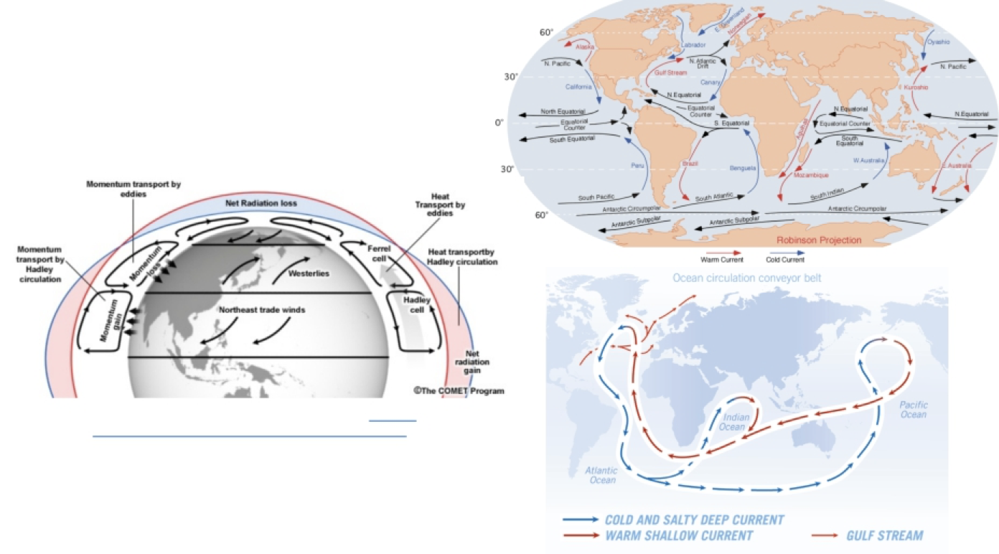 Momentum transport by
eddies
Net Radiation loss
Heat
Transport by
eddies
Momentum
transport by
Hadley
circulation
Momentum
loss
Ferrel
cell
Heat transportby
Hadley circulation
Westerlies
Momentum
gain
Northeast trade winds
Hadley
cell
Net
radiation
gain
©The COMET Program
60°
30°
0°
30°
60°
Alaska
E. Greenland
Norwegian
Labrador
Oyashio
N. Pacific
N. Atlantic
Drift
N. Pacific
Gulf Stream
California
Canary
Kuroshio
N. Equatorial
North Equatorial
Equatorial
Counter
N. Equatorial
N. Equatorial
Equatorial
Counter
S. Equatorial
Equatorial Counter
South Equatorial
South
Equatorial
Agulhas
Peru
Brazil
Benguela
Mozambique
W. Australia
E. Australia
South Pacific
South Atlantic
South Indian
Antarctic Circumpolar
Antarctic Circumpolar
Antarctic Subpolar
Antarctic Subpolar
Robinson Projection
Warm Current
Cold Current
Ocean circulation conveyor belt
Indian
Ocean
Pacific
Ocean
Atlantic
Ocean
COLD AND SALTY DEEP CURRENT
WARM SHALLOW CURRENT
GULF STREAM